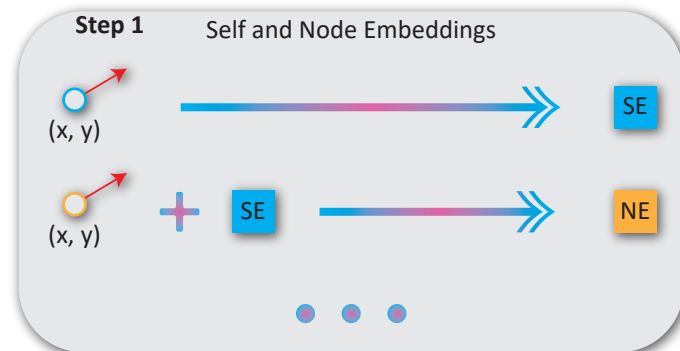 Step 1 Self and Node Embeddings
SE
(x, y)
SE NE
(x, y)